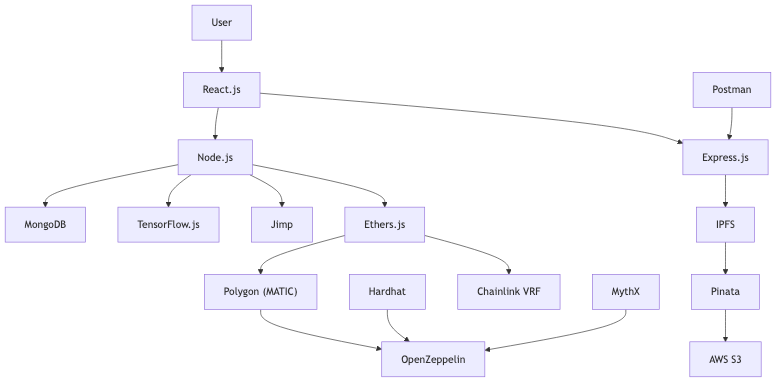 User
React.js
Postman
Node.js
Express.js
MongoDB
TensorFlow.js
Jimp
Ethers.js
IPFS
Polygon (MATIC)
Hardhat
Chainlink VRF
MythX
Pinata
OpenZeppelin
AWS S3